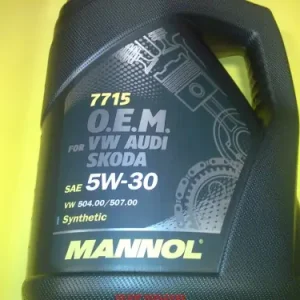 7715
O.E.M.
FOR VW AUDI
SKODA
SAE 5W-30
VW 504.00/507.00
Synthetic
MANNOL